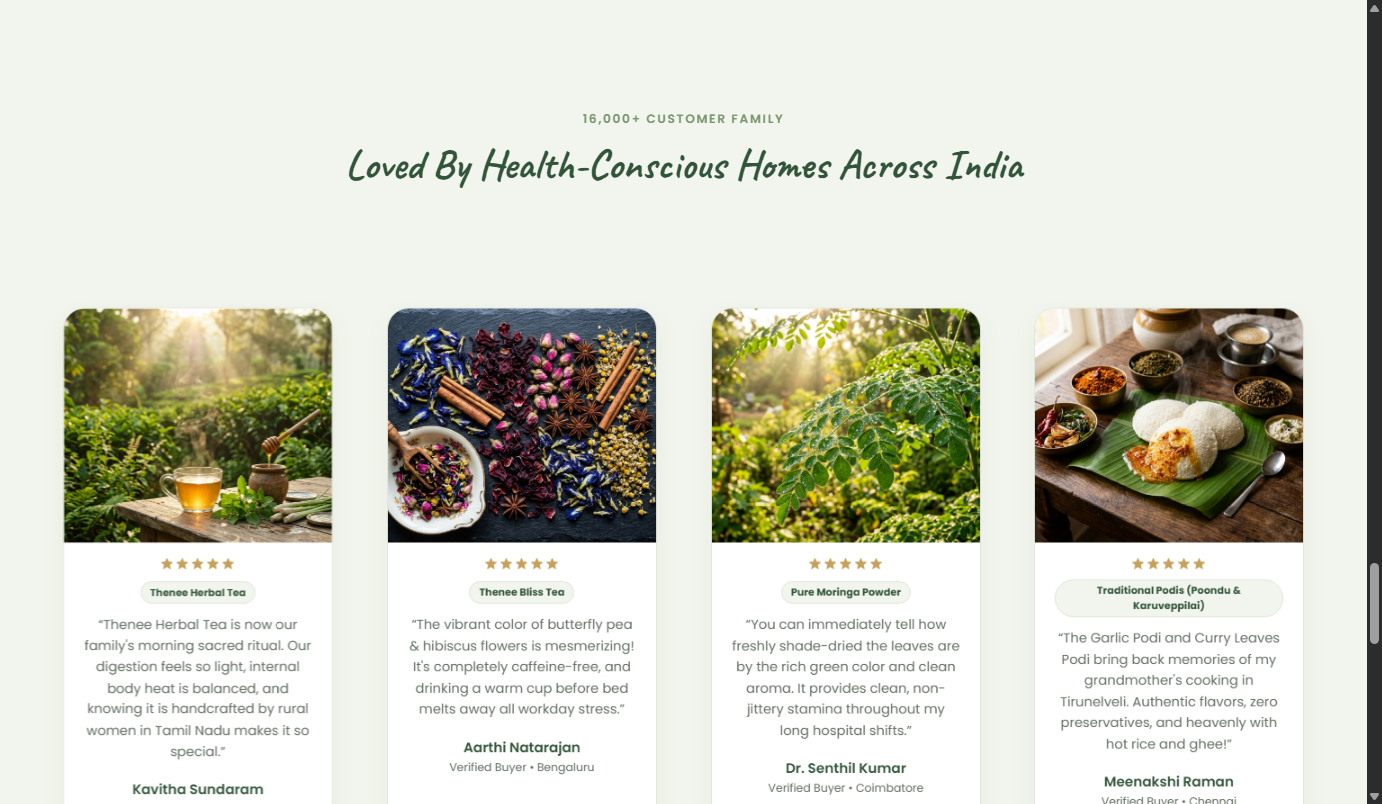 16,000+ CUSTOMER FAMILY
Loved By Health-Conscious Homes Across India
Thenee Herbal Tea
“Thenee Herbal Tea is now our
family's morning sacred ritual. Our
digestion feels so light, internal
body heat is balanced, and
knowing it is handcrafted by rural
women in Tamil Nadu makes it so
special.”
Kavitha Sundaram
Thenee Bliss Tea
“The vibrant color of butterfly pea
& hibiscus flowers is mesmerizing!
It's completely caffeine-free, and
drinking a warm cup before bed
melts away all workday stress.”
Aarthi Natarajan
Verified Buyer • Bengaluru
Pure Moringa Powder
“You can immediately tell how
freshly shade-dried the leaves are
by the rich green color and clean
aroma. It provides clean, non-
jittery stamina throughout my
long hospital shifts.”
Dr. Senthil Kumar
Verified Buyer • Coimbatore
Traditional Podis (Poondu &
Karuveppilai)
“The Garlic Podi and Curry Leaves
Podi bring back memories of my
grandmother's cooking in
Tirunelveli. Authentic flavors, zero
preservatives, and heavenly with
hot rice and ghee!”
Meenakshi Raman
Verified Buyer • Chennai